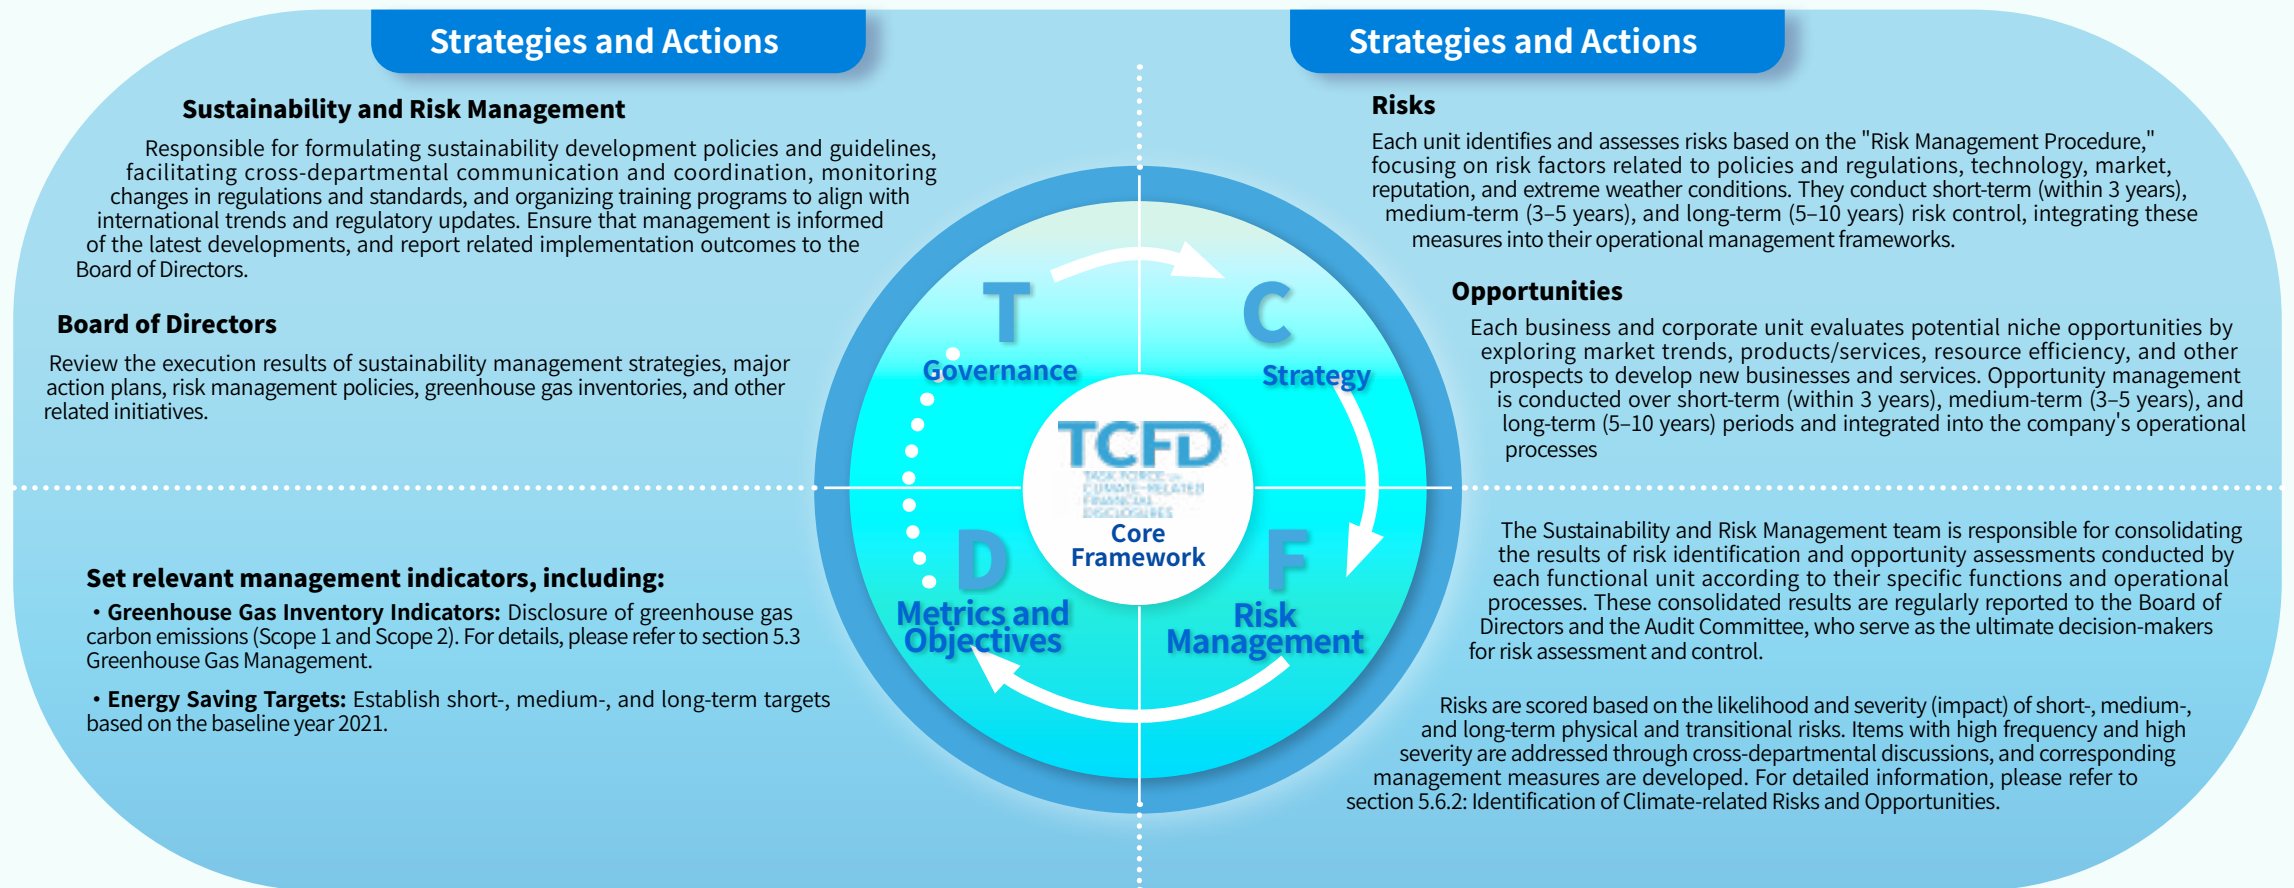 Strategies and Actions
Sustainability and Risk Management
Responsible for formulating sustainability development policies and guidelines,
facilitating cross-departmental communication and coordination, monitoring
changes in regulations and standards, and organizing training programs to align with
international trends and regulatory updates. Ensure that management is informed
of the latest developments, and report related implementation outcomes to the
Board of Directors.
Board of Directors
Review the execution results of sustainability management strategies, major
action plans, risk management policies, greenhouse gas inventories, and other
related initiatives.
Strategies and Actions
Risks
Each unit identifies and assesses risks based on the "Risk Management Procedure,"
focusing on risk factors related to policies and regulations, technology, market,
reputation, and extreme weather conditions. They conduct short-term (within 3 years),
medium-term (3–5 years), and long-term (5–10 years) risk control, integrating these
measures into their operational management frameworks.
Opportunities
Each business and corporate unit evaluates potential niche opportunities by
exploring market trends, products/services, resource efficiency, and other
prospects to develop new businesses and services. Opportunity management
is conducted over short-term (within 3 years), medium-term (3–5 years), and
long-term (5–10 years) periods and integrated into the company's operational
processes
T
Governance
C
Strategy
TCFD
TASK FORCE ON
CLIMATE-RELATED
FINANCIAL
DISCLOSURES
Core
Framework
D
Metrics and
Objectives
F
Risk
Management
Set relevant management indicators, including:
• Greenhouse Gas Inventory Indicators: Disclosure of greenhouse gas
carbon emissions (Scope 1 and Scope 2). For details, please refer to section 5.3
Greenhouse Gas Management.
• Energy Saving Targets: Establish short-, medium-, and long-term targets
based on the baseline year 2021.
The Sustainability and Risk Management team is responsible for consolidating
the results of risk identification and opportunity assessments conducted by
each functional unit according to their specific functions and operational
processes. These consolidated results are regularly reported to the Board of
Directors and the Audit Committee, who serve as the ultimate decision-makers
for risk assessment and control.
Risks are scored based on the likelihood and severity (impact) of short-, medium-,
and long-term physical and transitional risks. Items with high frequency and high
severity are addressed through cross-departmental discussions, and corresponding
management measures are developed. For detailed information, please refer to
section 5.6.2: Identification of Climate-related Risks and Opportunities.